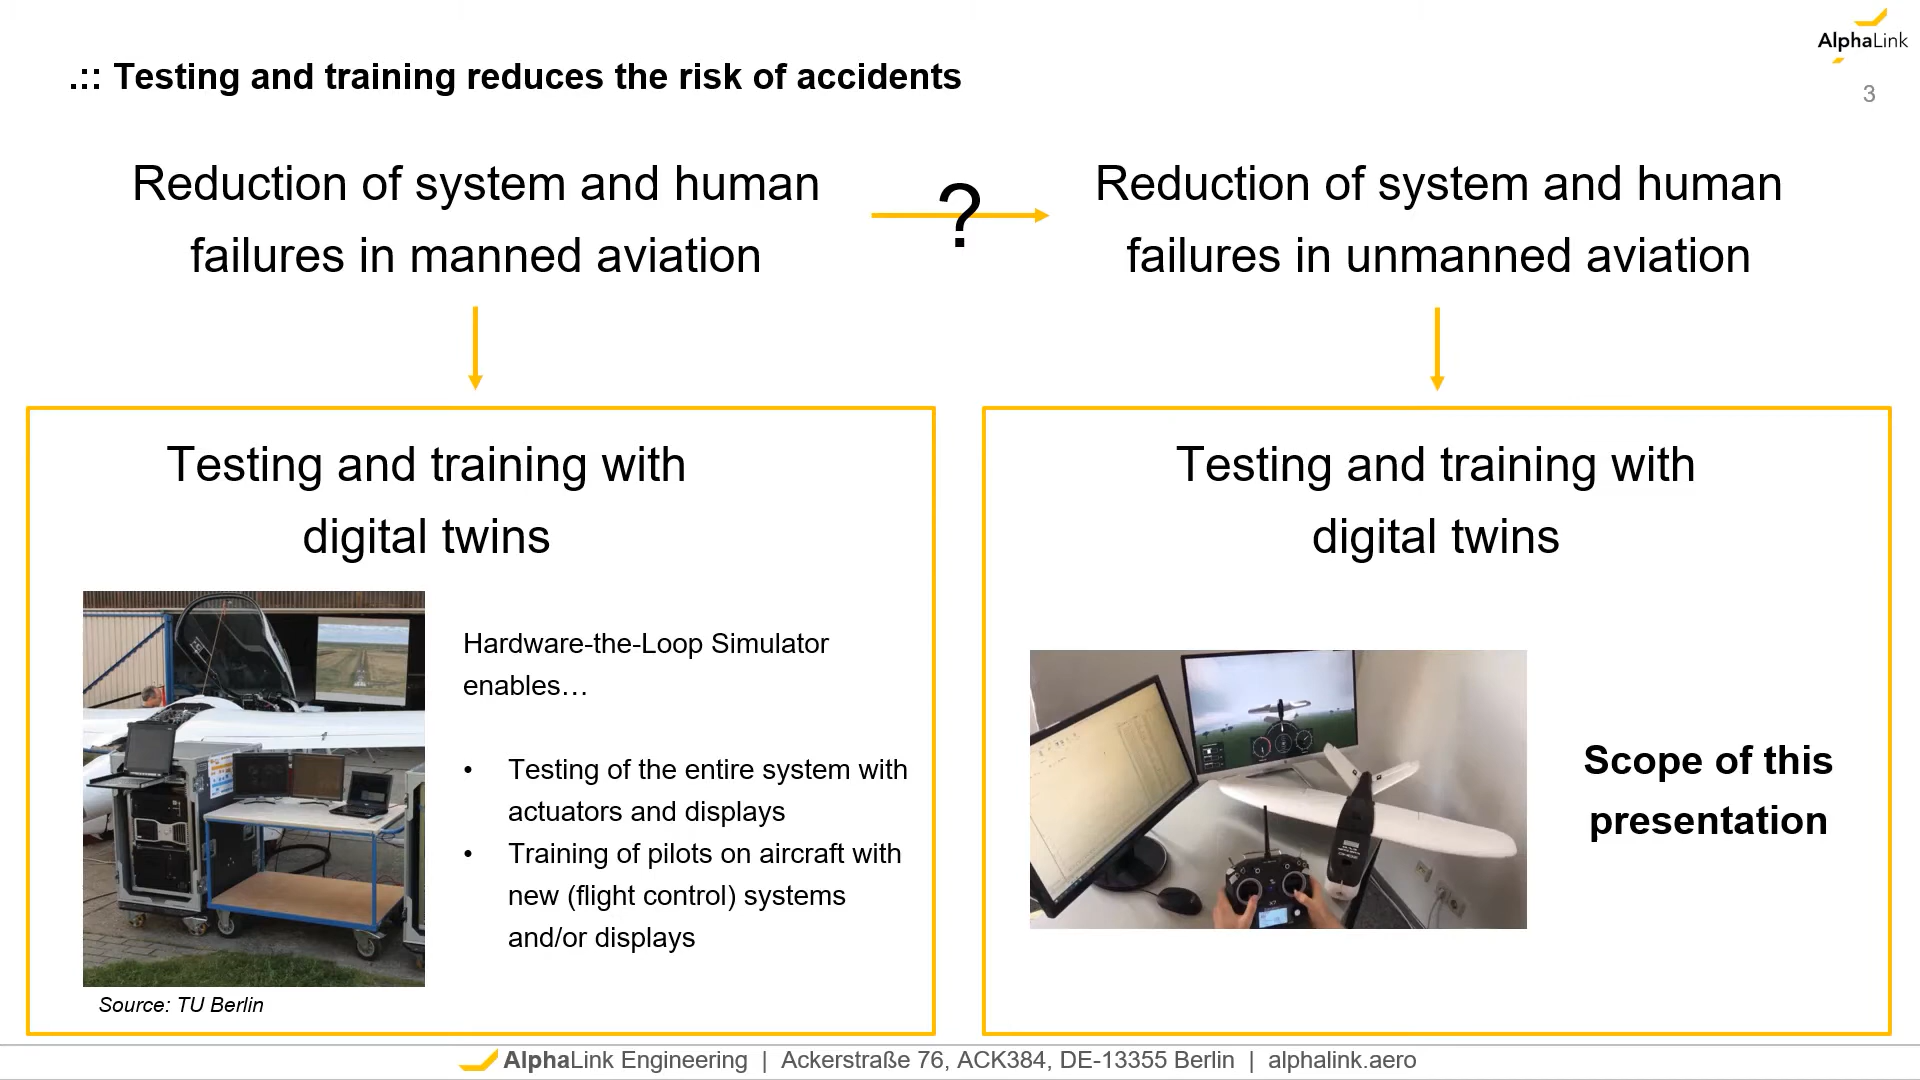 AlphaLink
.:: Testing and training reduces the risk of accidents
3
Reduction of system and human
failures in manned aviation
?
Reduction of system and human
failures in unmanned aviation
Testing and training with
digital twins
Hardware-the-Loop Simulator
enables…
• Testing of the entire system with
actuators and displays
• Training of pilots on aircraft with
new (flight control) systems
and/or displays
Source: TU Berlin
Testing and training with
digital twins
Scope of this
presentation
AlphaLink Engineering | Ackerstraße 76, ACK384, DE-13355 Berlin | alphalink.aero